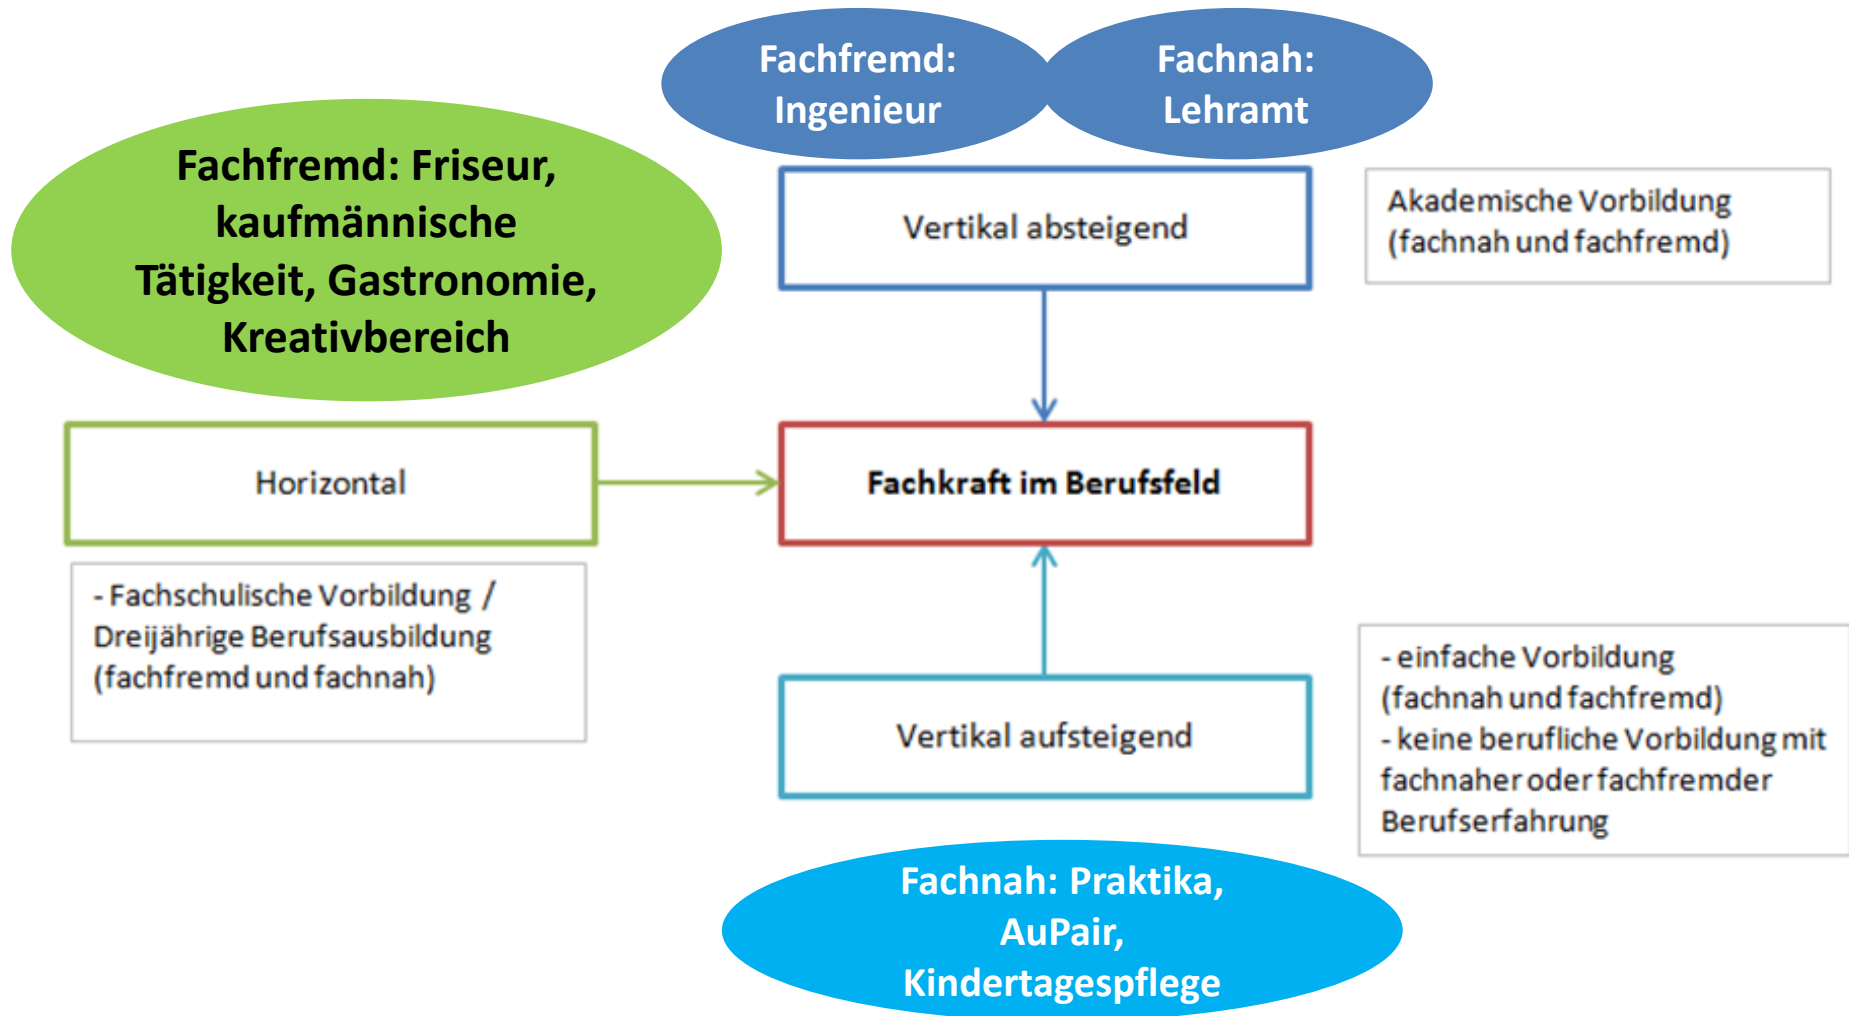 Fachfremd:
Ingenieur
Fachnah:
Lehramt
Fachfremd: Friseur,
kaufmännische
Tätigkeit, Gastronomie,
Kreativbereich
Vertikal absteigend
Akademische Vorbildung
(fachnah und fachfremd)
Horizontal
Fachkraft im Berufsfeld
- Fachschulische Vorbildung /
Dreijährige Berufsausbildung
(fachfremd und fachnah)
Vertikal aufsteigend
- einfache Vorbildung
(fachnah und fachfremd)
- keine berufliche Vorbildung mit
fachnaher oder fachfremder
Berufserfahrung
Fachnah: Praktika,
AuPair,
Kindertagespflege